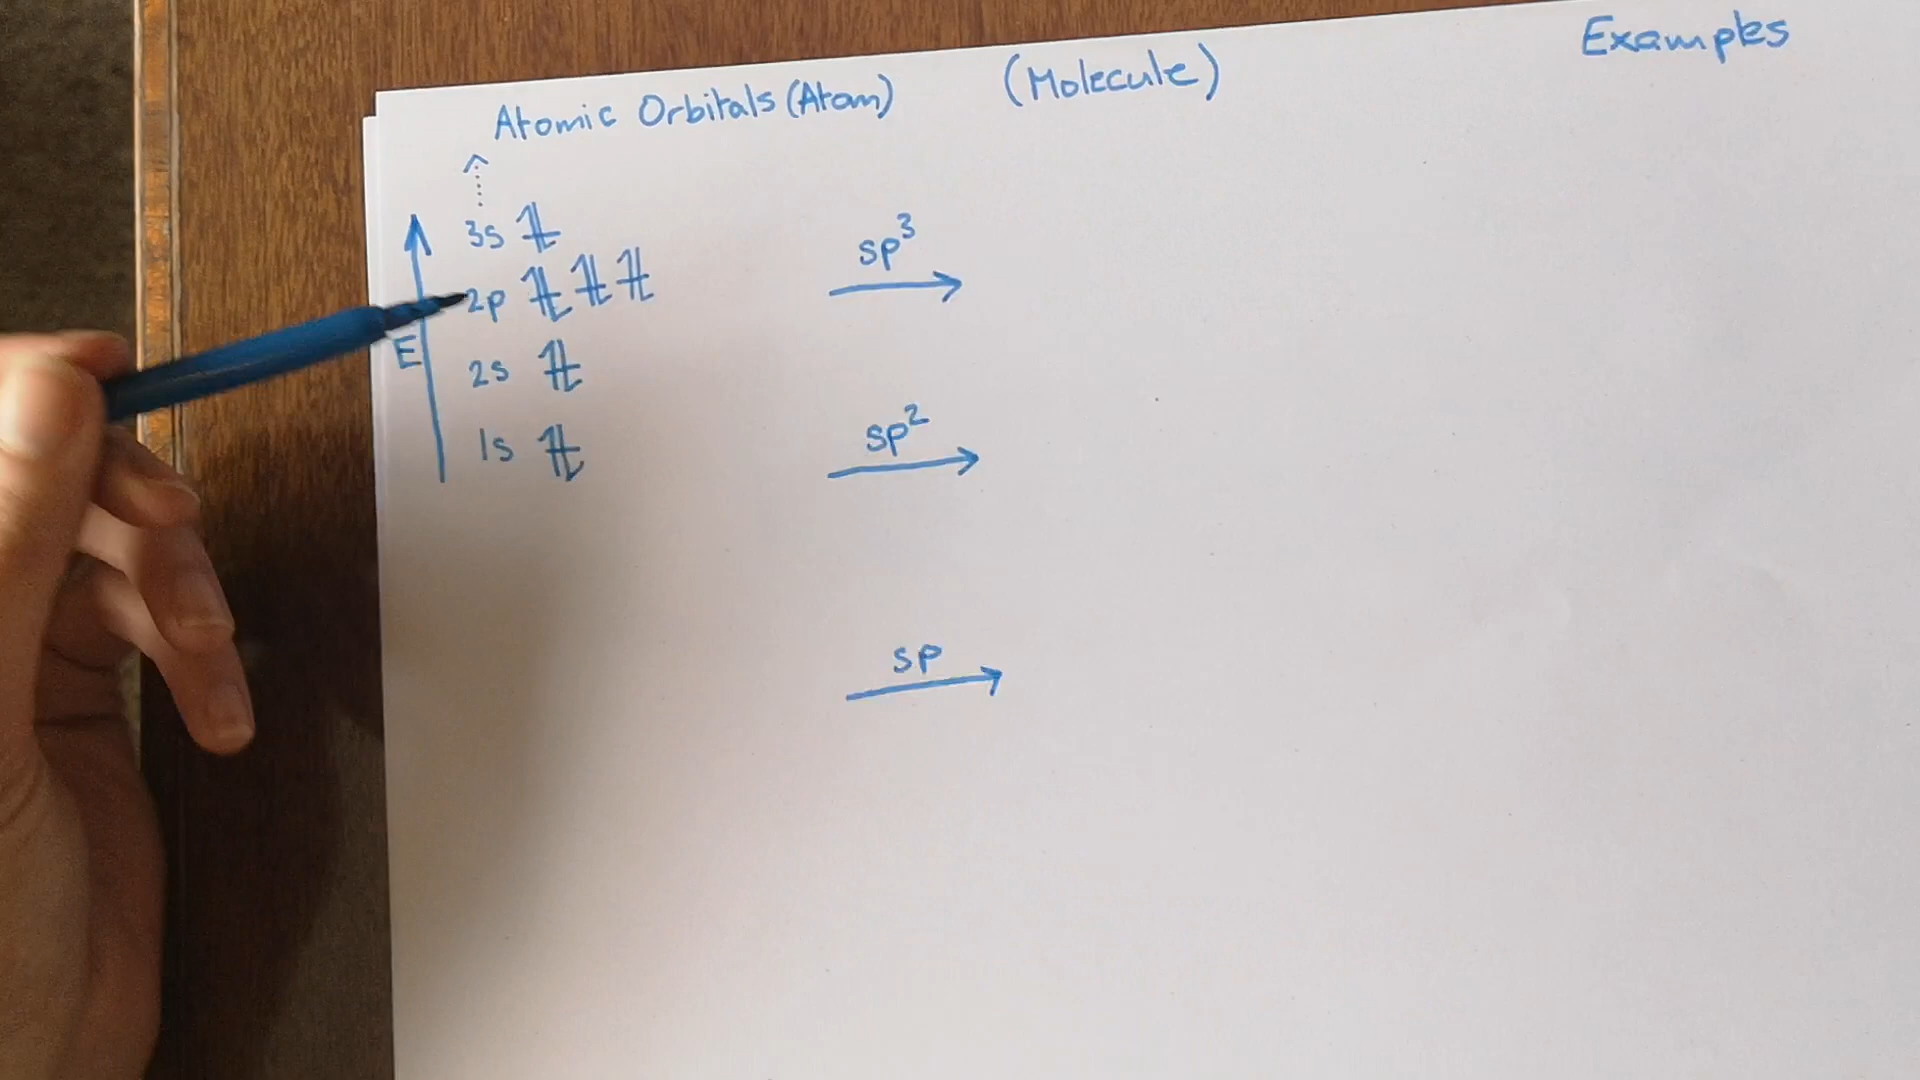 Atomic Orbitals (Atom)
(Molecule)
Examples
3s
2p
2s
1s
E
sp³
sp²
sp